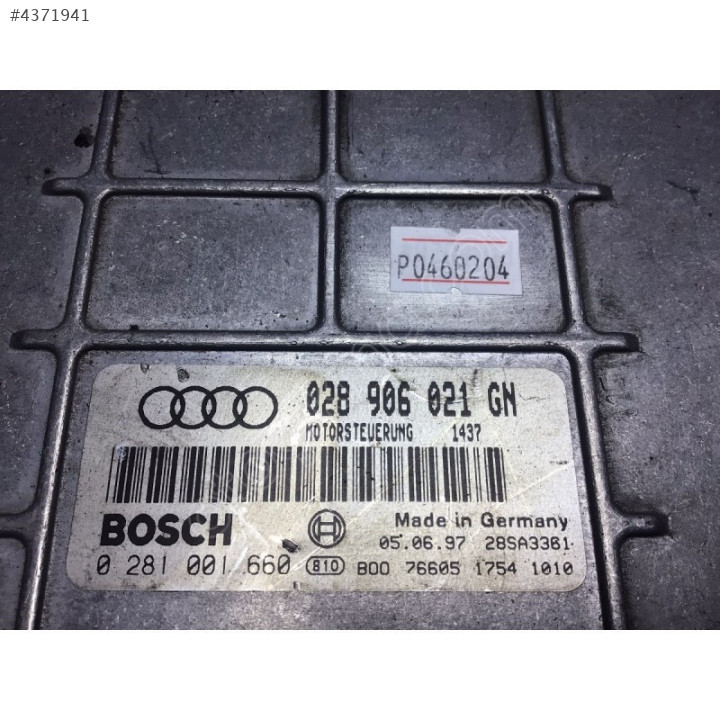 #4371941
P0460204
028 906 021 GN
MOTORSTEUERUNG 1437
BOSCH
Made in Germany
05.06.97 28SA3361
0 281 001 660 810 B00 76605 1754 1010